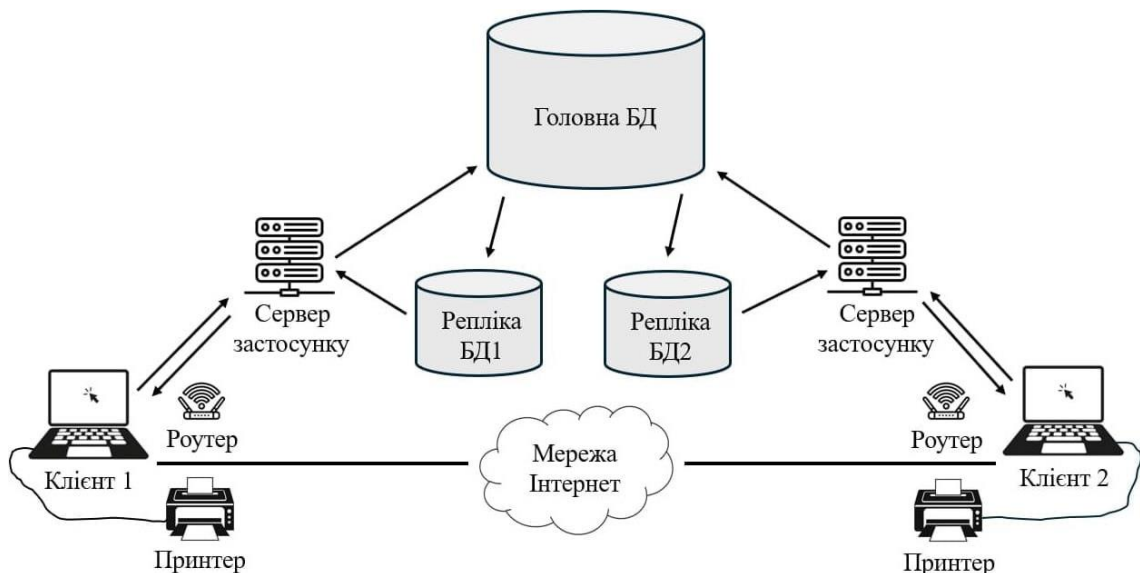 Головна БД
Сервер
застосунку
Репліка
БД1
Репліка
БД2
Сервер
застосунку
Роутер
Клієнт 1
Принтер
Мережа
Інтернет
Роутер
Клієнт 2
Принтер